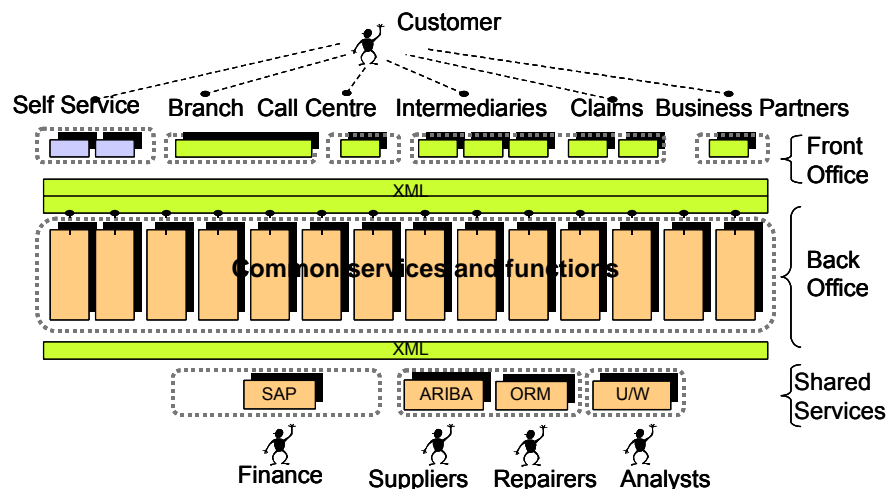 Customer
Self Service Branch Call Centre Intermediaries Claims Business Partners
Front
Office
XML
Common services and functions
Back
Office
XML
SAP ARIBA ORM U/W
Shared
Services
Finance Suppliers Repairers Analysts